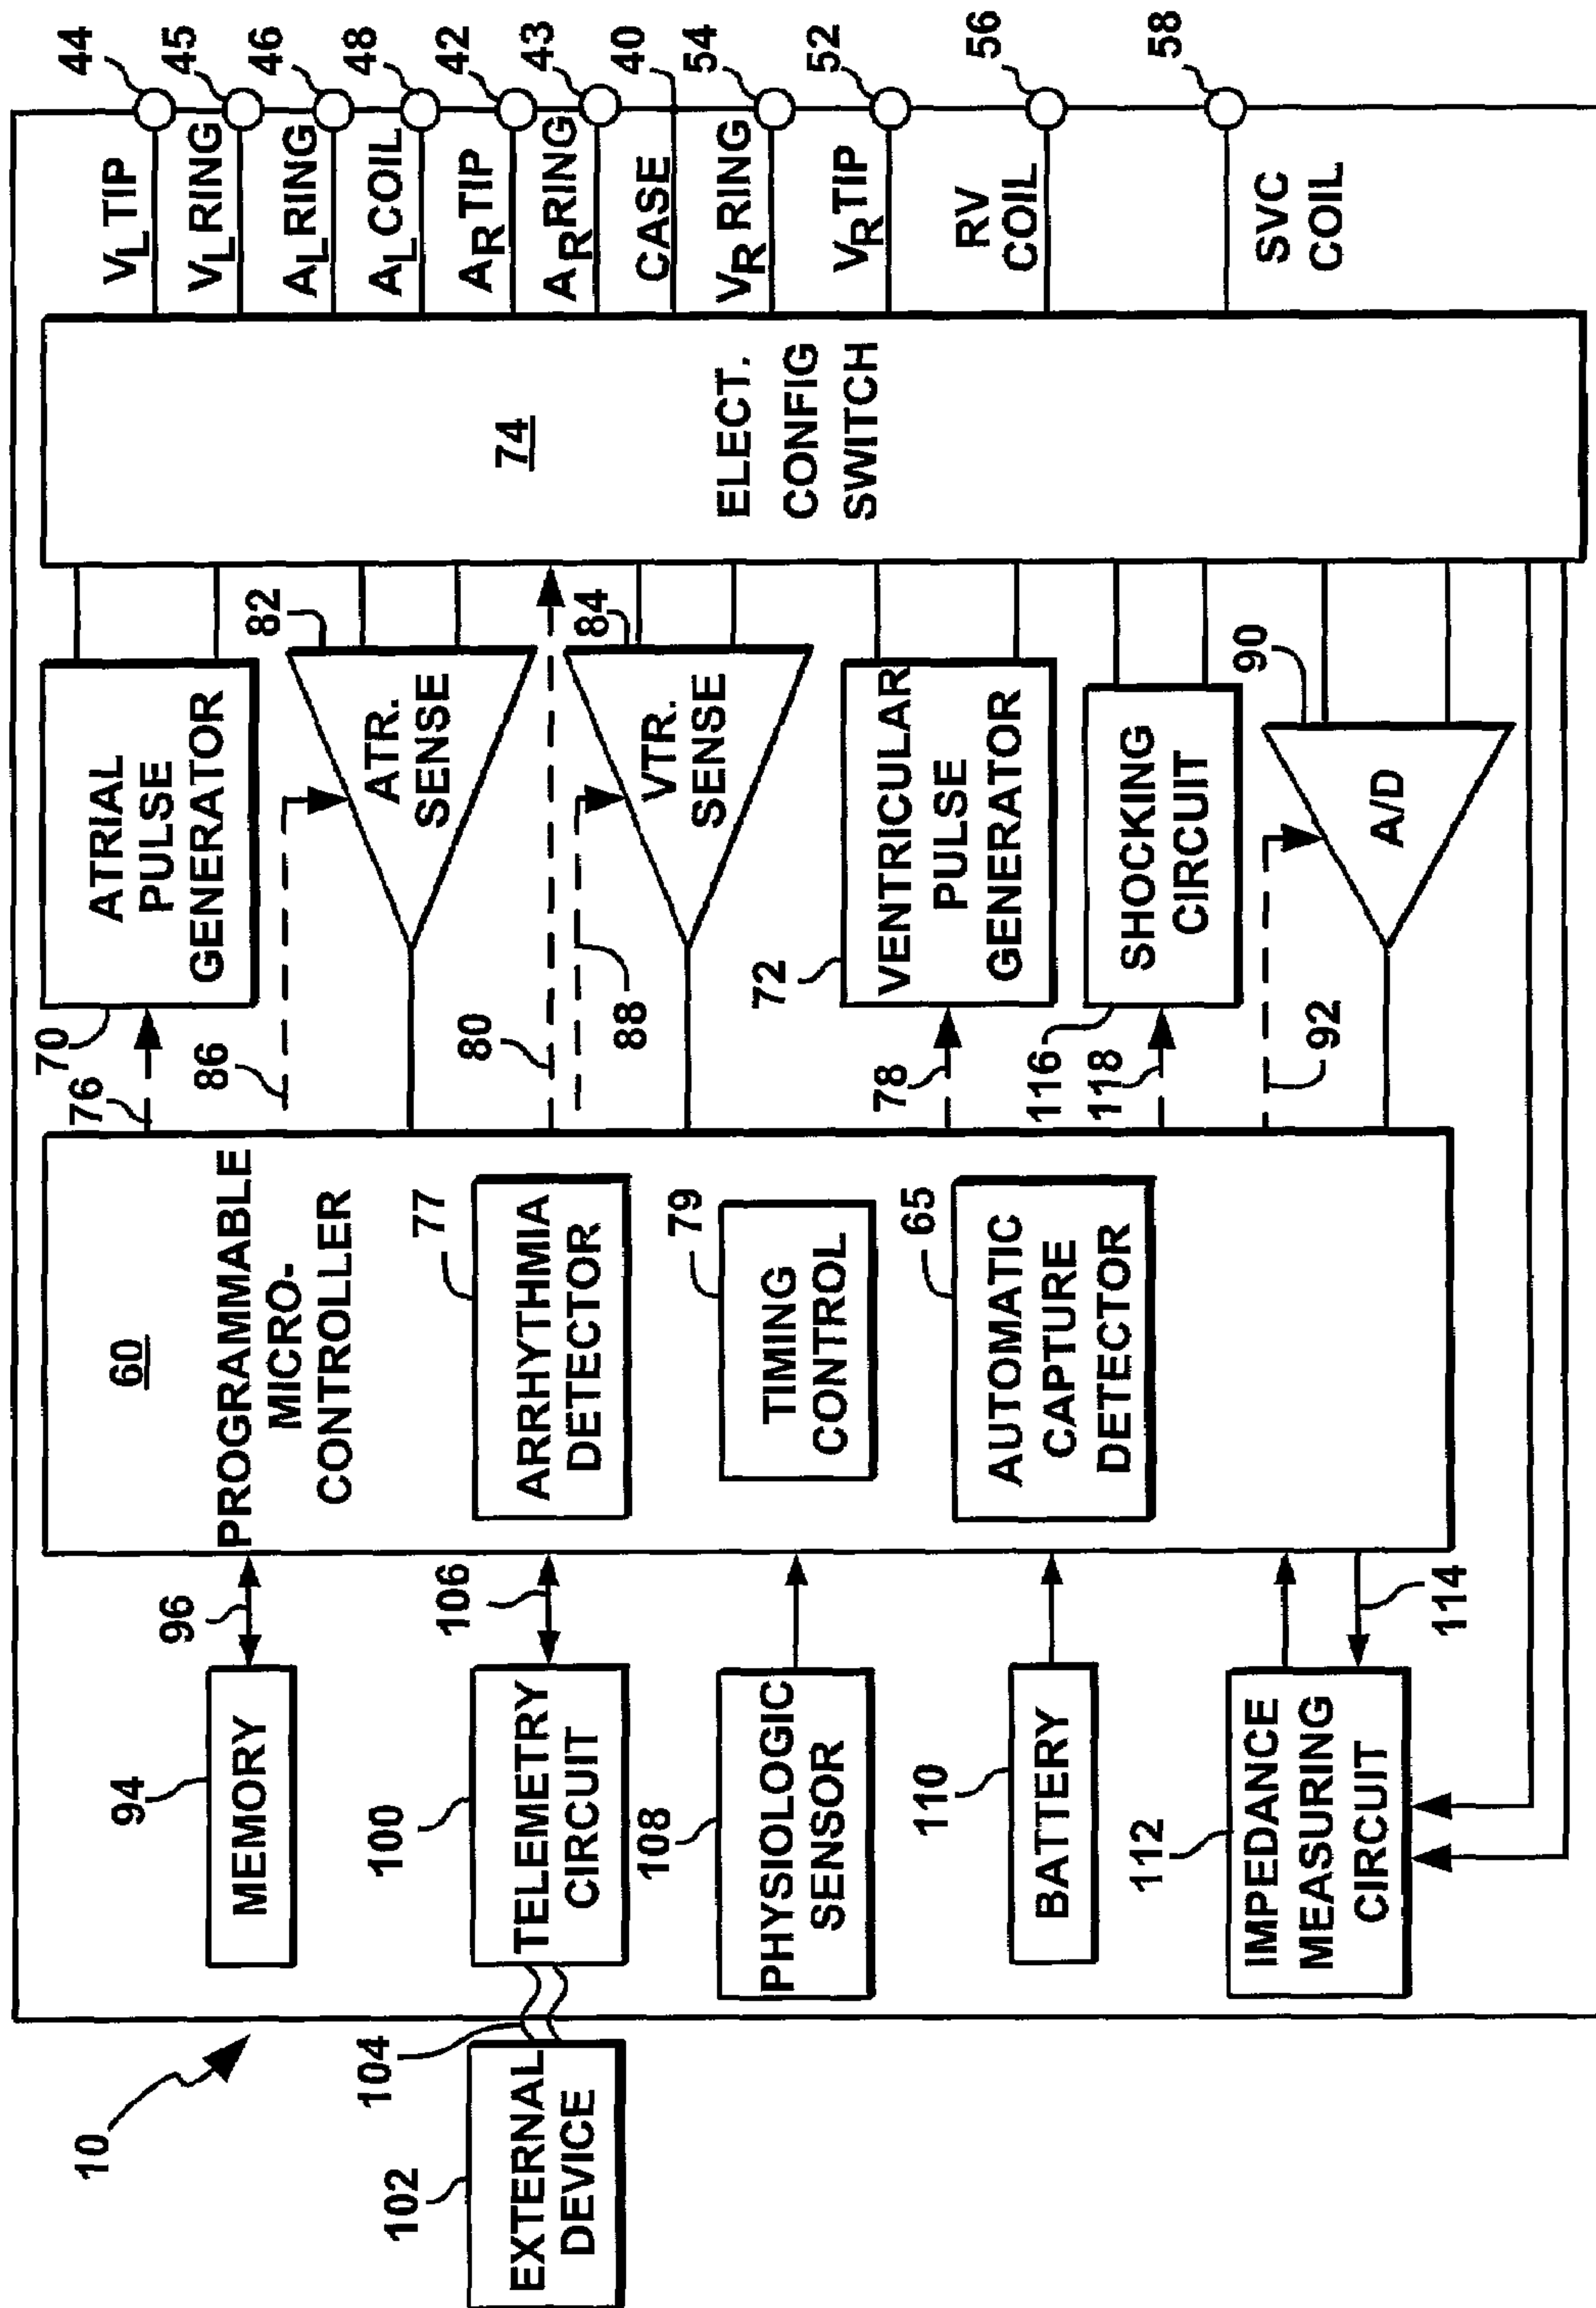 10
102
EXTERNAL
DEVICE
104
94
MEMORY
96
100
TELEMETRY
CIRCUIT
106
108
PHYSIOLOGIC
SENSOR
110
BATTERY
112
IMPEDANCE
MEASURING
CIRCUIT
114
60
PROGRAMMABLE
MICRO-
CONTROLLER
77
ARRHYTHMIA
DETECTOR
79
TIMING
CONTROL
65
AUTOMATIC
CAPTURE
DETECTOR
70
76
ATRIAL
PULSE
GENERATOR
86
82
ATR.
SENSE
80
88
84
VTR.
SENSE
72
78
VENTRICULAR
PULSE
GENERATOR
116
118
SHOCKING
CIRCUIT
92
90
A/D
74
ELECT.
CONFIG
SWITCH
VL TIP 44
VL RING 45
AL RING 46
AL COIL 48
AR TIP 42
AR RING 43
CASE 40
VR RING 54
VR TIP 52
RV
COIL
56
SVC
COIL
58